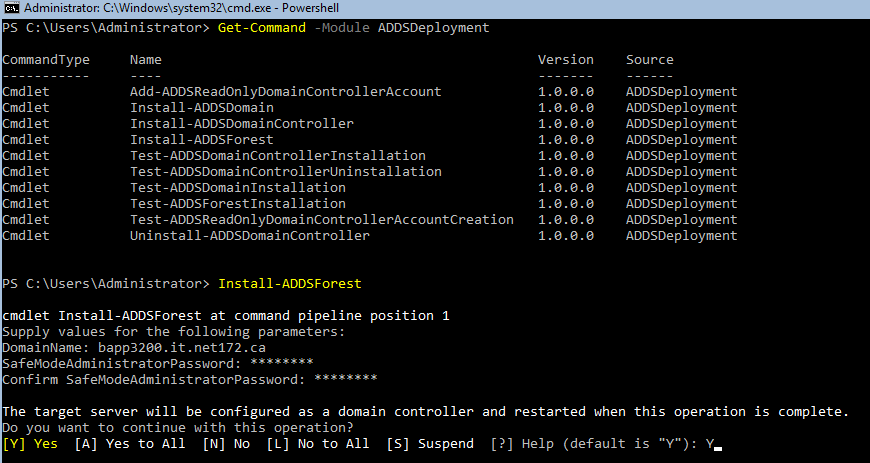 Administrator: C:\Windows\system32\cmd.exe - Powershell
PS C:\Users\Administrator> Get-Command -Module ADDSDeployment
CommandType Name Version Source
----------- ---- ------- ------
Cmdlet Add-ADDSReadOnlyDomainControllerAccount 1.0.0.0 ADDSDeployment
Cmdlet Install-ADDSDomain 1.0.0.0 ADDSDeployment
Cmdlet Install-ADDSDomainController 1.0.0.0 ADDSDeployment
Cmdlet Install-ADDSForest 1.0.0.0 ADDSDeployment
Cmdlet Test-ADDSDomainControllerInstallation 1.0.0.0 ADDSDeployment
Cmdlet Test-ADDSDomainControllerUninstallation 1.0.0.0 ADDSDeployment
Cmdlet Test-ADDSDomainInstallation 1.0.0.0 ADDSDeployment
Cmdlet Test-ADDSForestInstallation 1.0.0.0 ADDSDeployment
Cmdlet Test-ADDSReadOnlyDomainControllerAccountCreation 1.0.0.0 ADDSDeployment
Cmdlet Uninstall-ADDSDomainController 1.0.0.0 ADDSDeployment
PS C:\Users\Administrator> Install-ADDSForest
cmdlet Install-ADDSForest at command pipeline position 1
Supply values for the following parameters:
DomainName: bapp3200.it.net172.ca
SafeModeAdministratorPassword: ********
Confirm SafeModeAdministratorPassword: ********
The target server will be configured as a domain controller and restarted when this operation is complete.
Do you want to continue with this operation?
[Y] Yes [A] Yes to All [N] No [L] No to All [S] Suspend [?] Help (default is "Y"): Y